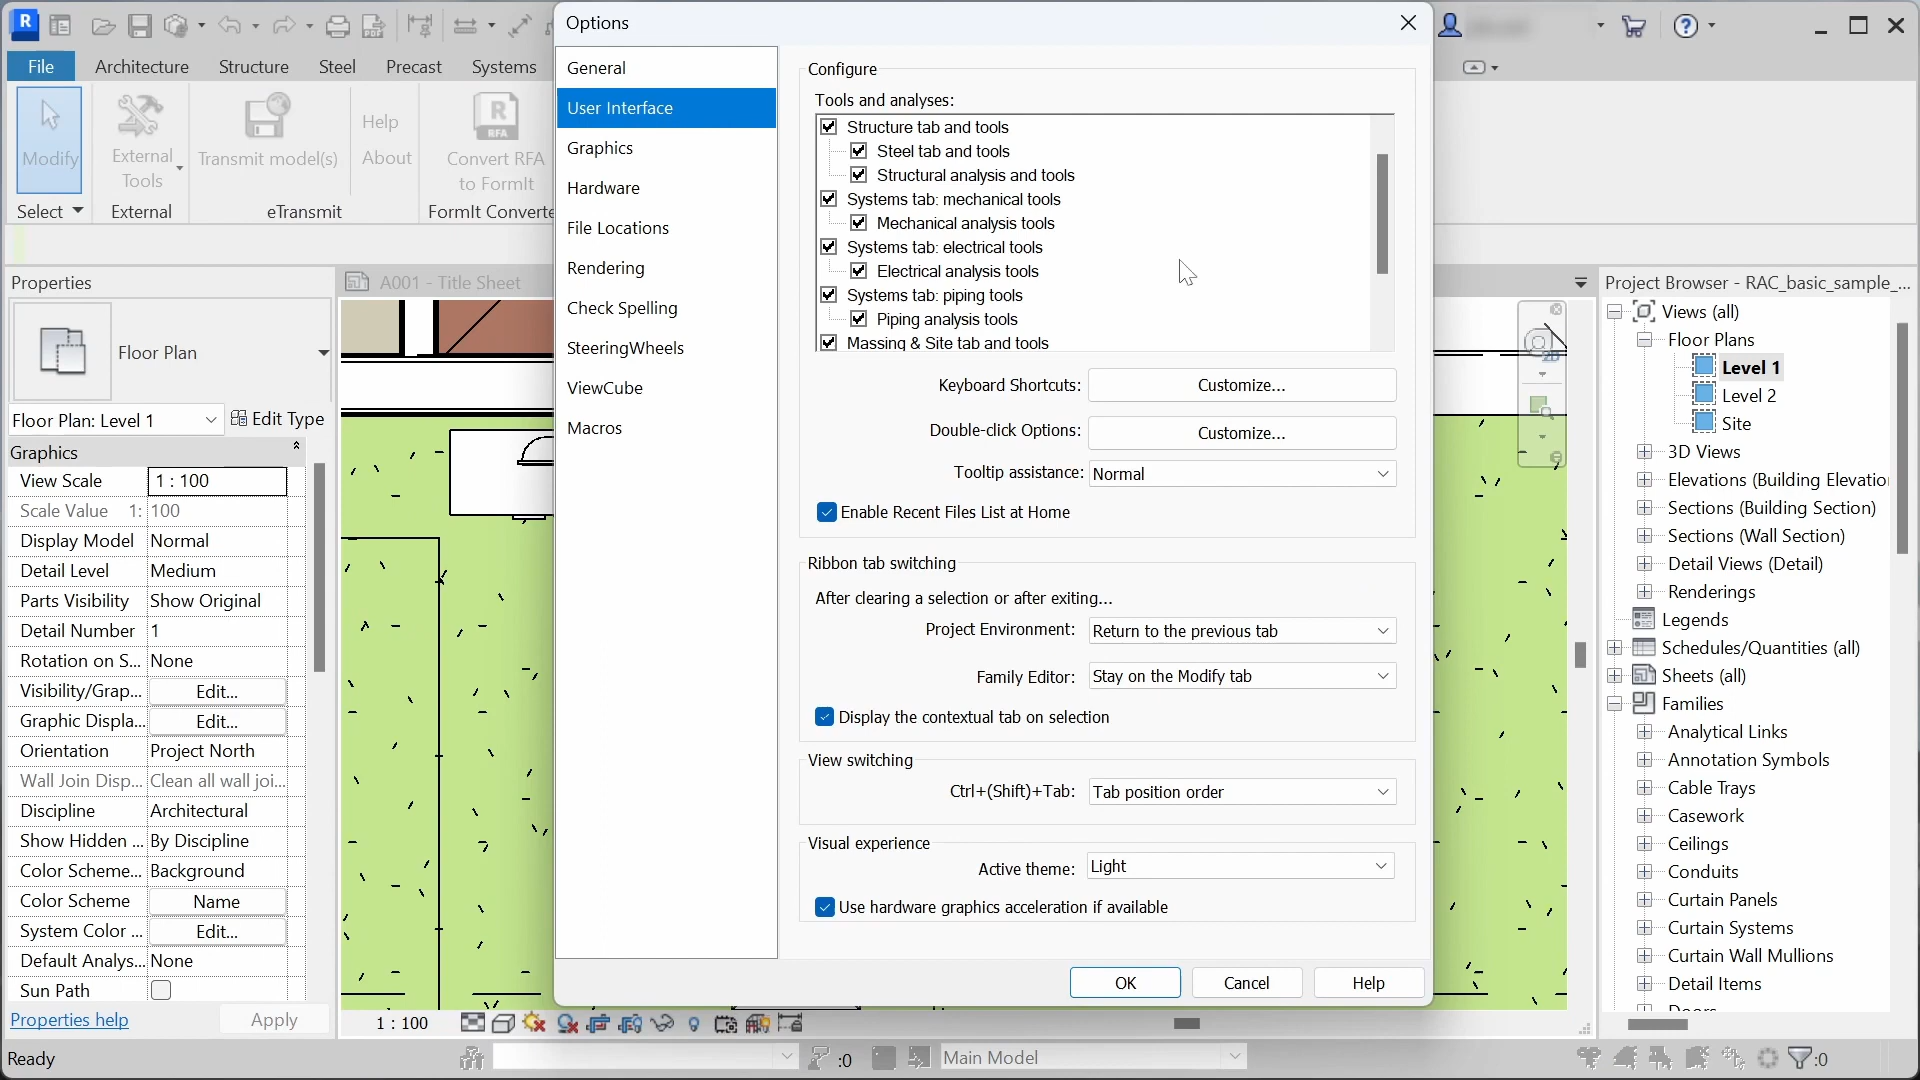 Options
File
Architecture
Structure
Steel
Precast
Systems
Modify
External
Tools
Transmit model(s)
Help
About
Convert RFA
to FormIt
Select
External
eTransmit
FormIt Converte
Properties
Floor Plan
Floor Plan: Level 1
Edit Type
Graphics
View Scale 1 : 100
Scale Value 1: 100
Display Model Normal
Detail Level Medium
Parts Visibility Show Original
Detail Number 1
Rotation on S... None
Visibility/Grap... Edit...
Graphic Displa... Edit...
Orientation Project North
Wall Join Disp... Clean all wall joi...
Discipline Architectural
Show Hidden ... By Discipline
Color Scheme... Background
Color Scheme Name
System Color ... Edit...
Default Analys... None
Sun Path
Properties help
Apply
A001 - Title Sheet
General
User Interface
Graphics
Hardware
File Locations
Rendering
Check Spelling
SteeringWheels
ViewCube
Macros
Configure
Tools and analyses:
Structure tab and tools
Steel tab and tools
Structural analysis and tools
Systems tab: mechanical tools
Mechanical analysis tools
Systems tab: electrical tools
Electrical analysis tools
Systems tab: piping tools
Piping analysis tools
Massing & Site tab and tools
Keyboard Shortcuts: Customize...
Double-click Options: Customize...
Tooltip assistance: Normal
Enable Recent Files List at Home
Ribbon tab switching
After clearing a selection or after exiting...
Project Environment: Return to the previous tab
Family Editor: Stay on the Modify tab
Display the contextual tab on selection
View switching
Ctrl+(Shift)+Tab: Tab position order
Visual experience
Active theme: Light
Use hardware graphics acceleration if available
OK
Cancel
Help
Project Browser - RAC_basic_sample_...
Views (all)
Floor Plans
Level 1
Level 2
Site
3D Views
Elevations (Building Elevatio
Sections (Building Section)
Sections (Wall Section)
Detail Views (Detail)
Renderings
Legends
Schedules/Quantities (all)
Sheets (all)
Families
Analytical Links
Annotation Symbols
Cable Trays
Casework
Ceilings
Conduits
Curtain Panels
Curtain Systems
Curtain Wall Mullions
Detail Items
Doors
2D
1 : 100
Ready
:0
Main Model
:0